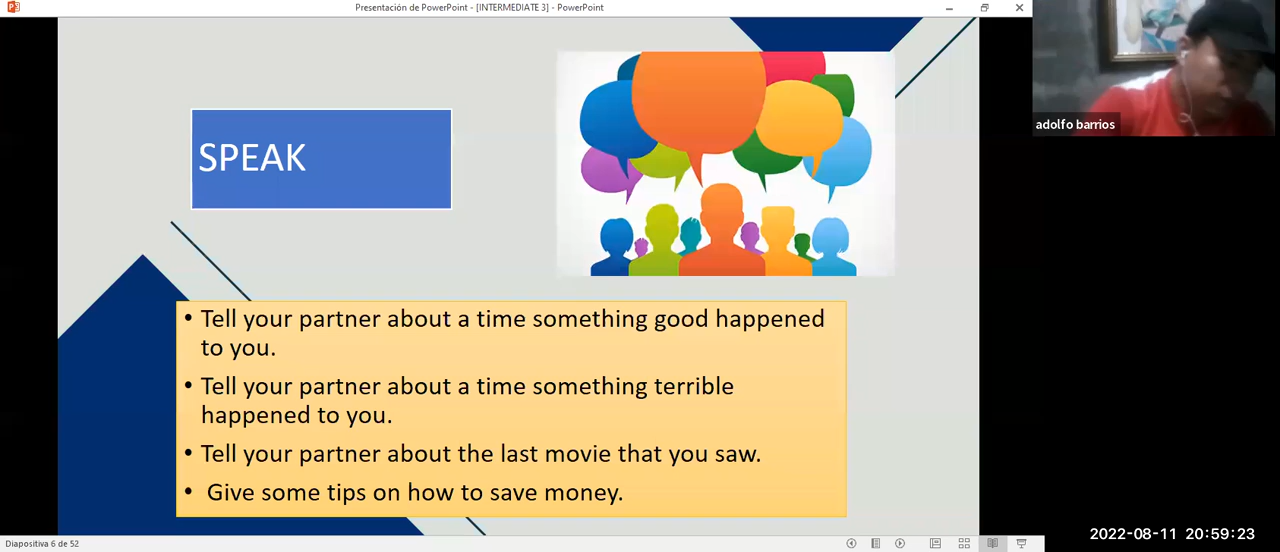 Presentación de PowerPoint - [INTERMEDIATE 3] - PowerPoint
adolfo barrios
SPEAK
• Tell your partner about a time something good happened
to you.
• Tell your partner about a time something terrible
happened to you.
• Tell your partner about the last movie that you saw.
• Give some tips on how to save money.
2022-08-11 20:59:23
Diapositiva 6 de 52